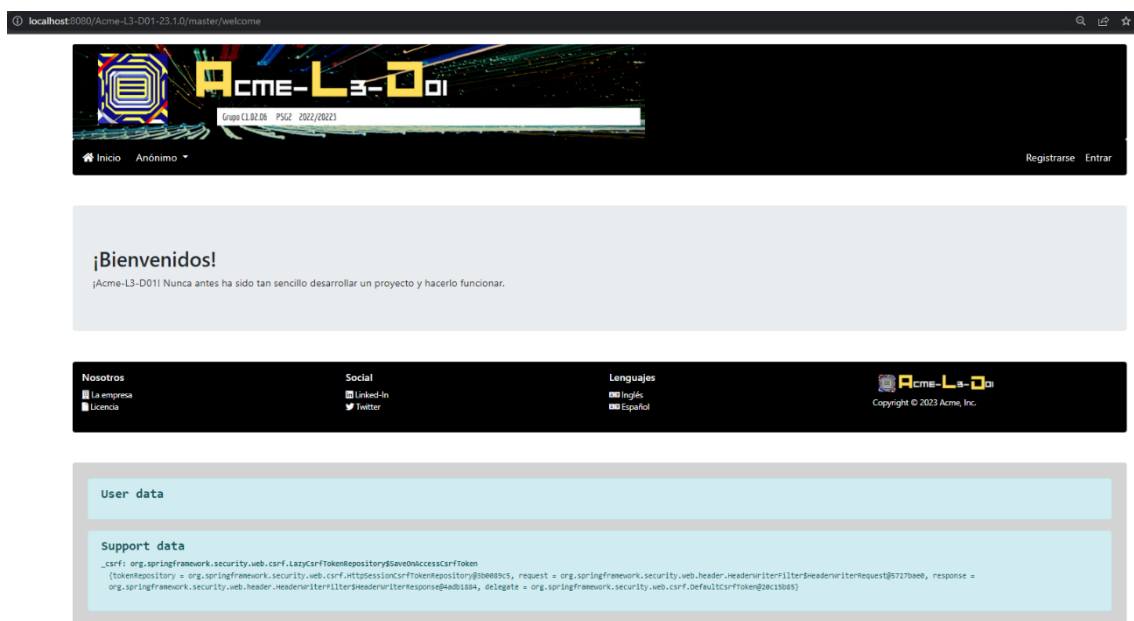 localhost:8080/Acme-L3-D01-23.1.0/master/welcome
Acme-L3-D01
Grupo C1.02.06 PSG2 2022/20223
Inicio Anónimo Registrarse Entrar
¡Bienvenidos!
¡Acme-L3-D01! Nunca antes ha sido tan sencillo desarrollar un proyecto y hacerlo funcionar.
Nosotros Social Lenguajes Acme-L3-D01
La empresa Linked-In Inglés Copyright © 2023 Acme, Inc.
Licencia Twitter Español
User data
Support data
_csrf: org.springframework.security.web.csrf.LazyCsrfTokenRepository$SaveOnAccessCsrfToken
{tokenRepository = org.springframework.security.web.csrf.HttpSessionCsrfTokenRepository@3b0089c5, request = org.springframework.security.web.header.HeaderWriterFilter$HeaderWriterRequest@5727bae0, response =
org.springframework.security.web.header.HeaderWriterFilter$HeaderWriterResponse@4adb1884, delegate = org.springframework.security.web.csrf.DefaultCsrfToken@20c15b85}